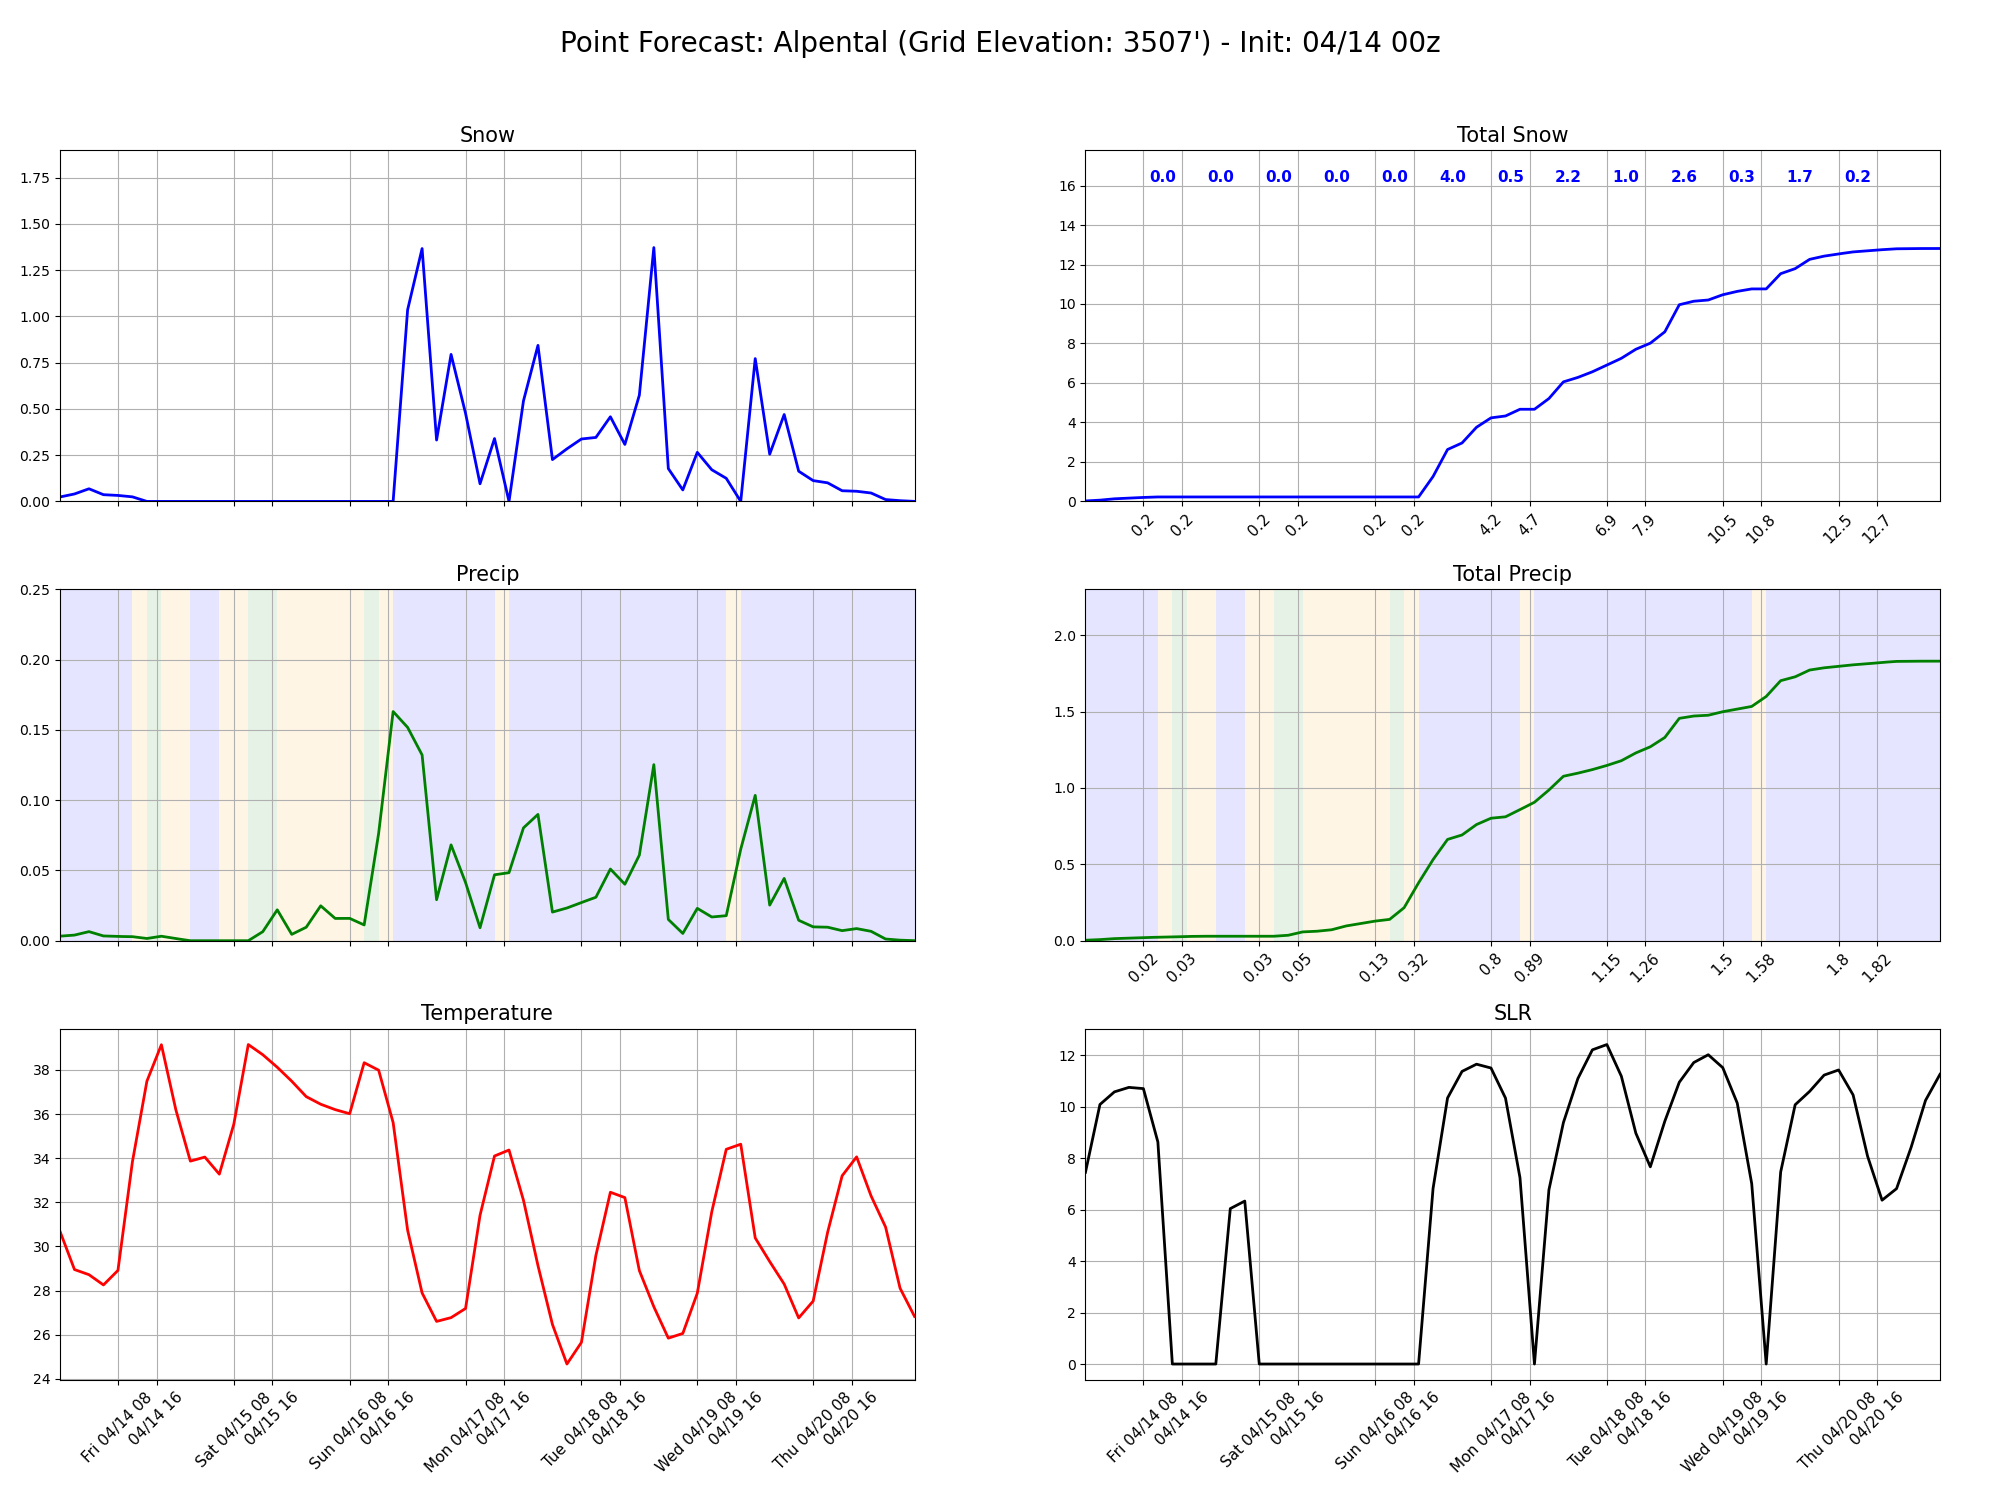 Point Forecast: Alpental (Grid Elevation: 3507') - Init: 04/14 00z
Snow
1.75
1.50
1.25
1.00
0.75
0.50
0.25
0.00
Total Snow
0.0 0.0 0.0 0.0 0.0 4.0 0.5 2.2 1.0 2.6 0.3 1.7 0.2
16
14
12
10
8
6
4
2
0
0.2 0.2 0.2 0.2 0.2 0.2 4.2 4.7 6.9 7.9 10.5 10.8 12.5 12.7
Precip
0.25
0.20
0.15
0.10
0.05
0.00
Total Precip
2.0
1.5
1.0
0.5
0.0
0.02 0.03 0.03 0.05 0.13 0.32 0.8 0.89 1.15 1.26 1.5 1.58 1.8 1.82
Temperature
38
36
34
32
30
28
26
24
Fri 04/14 08
04/14 16
Sat 04/15 08
04/15 16
Sun 04/16 08
04/16 16
Mon 04/17 08
04/17 16
Tue 04/18 08
04/18 16
Wed 04/19 08
04/19 16
Thu 04/20 08
04/20 16
SLR
12
10
8
6
4
2
0
Fri 04/14 08
04/14 16
Sat 04/15 08
04/15 16
Sun 04/16 08
04/16 16
Mon 04/17 08
04/17 16
Tue 04/18 08
04/18 16
Wed 04/19 08
04/19 16
Thu 04/20 08
04/20 16